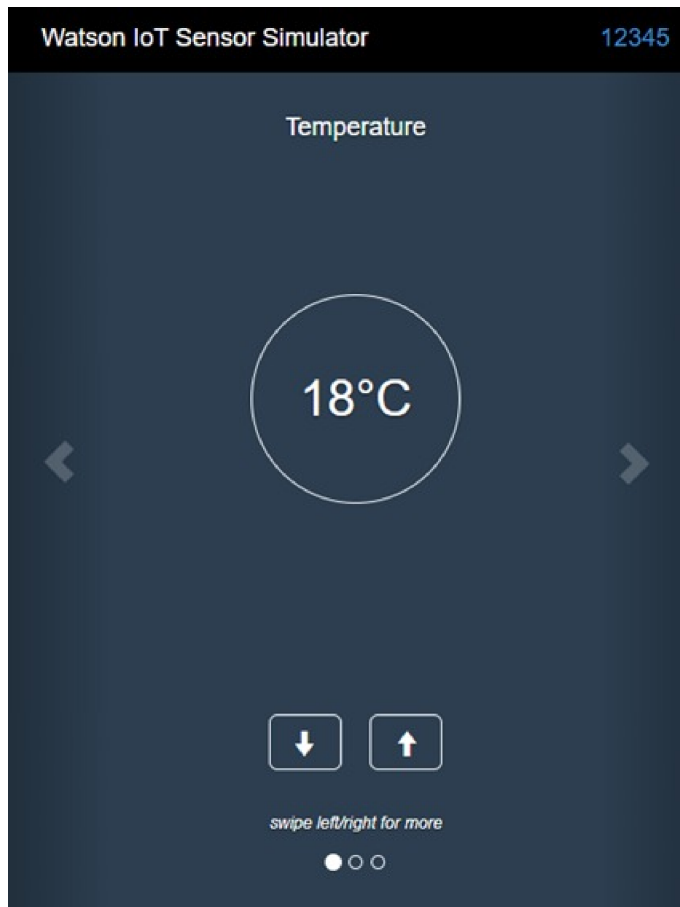 Watson IoT Sensor Simulator 12345
Temperature
18°C
swipe left/right for more